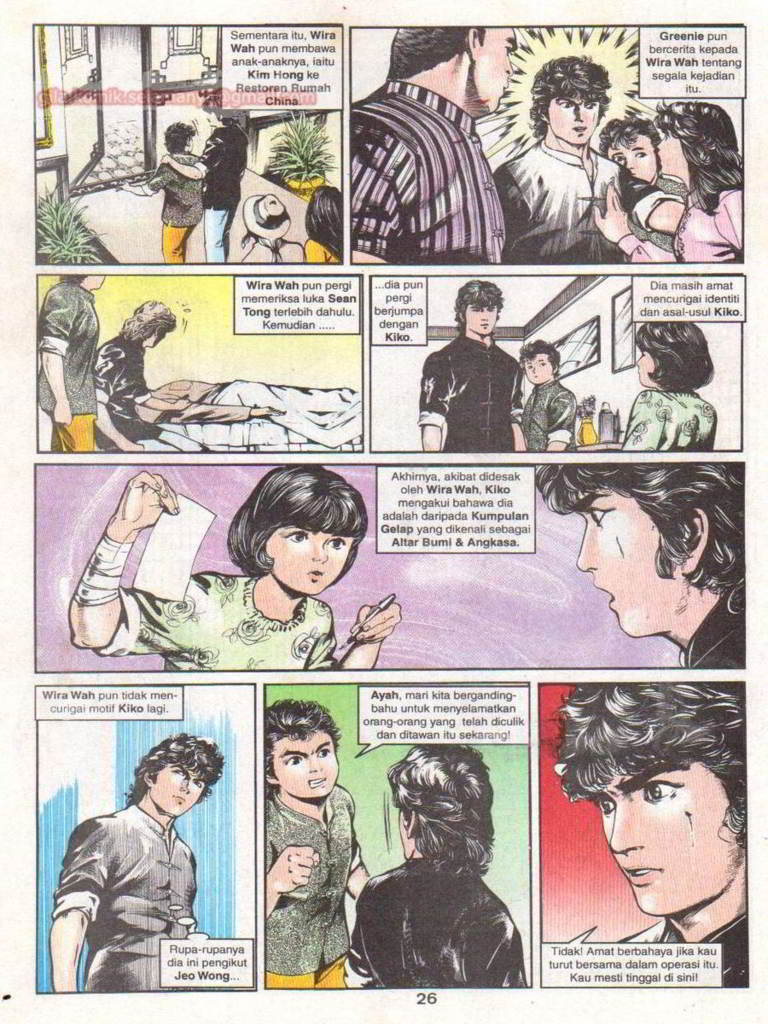 Sementara itu, Wira
Wah pun membawa
anak-anaknya, iaitu
Kim Hong ke
Restoran Rumah
China.
Greenie pun
bercerita kepada
Wira Wah tentang
segala kejadian
itu.
Wira Wah pun pergi
memeriksa luka Sean
Tong terlebih dahulu.
Kemudian .....
...dia pun
pergi
berjumpa
dengan
Kiko.
Dia masih amat
mencurigai identiti
dan asal-usul Kiko.
Akhirnya, akibat didesak
oleh Wira Wah, Kiko
mengakui bahawa dia
adalah daripada Kumpulan
Gelap yang dikenali sebagai
Altar Bumi & Angkasa.
Wira Wah pun tidak men-
curigai motif Kiko lagi.
Rupa-rupanya
dia ini pengikut
Jeo Wong...
Ayah, mari kita berganding-
bahu untuk menyelamatkan
orang-orang yang telah diculik
dan ditawan itu sekarang!
Tidak! Amat berbahaya jika kau
turut bersama dalam operasi itu.
Kau mesti tinggal di sini!
26